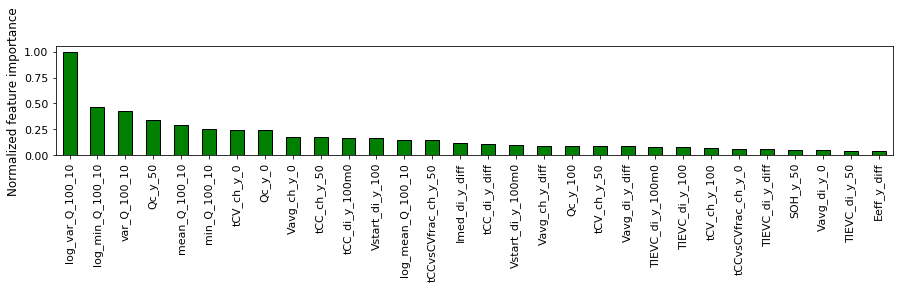 Normalized feature importance
1.00
0.75
0.50
0.25
0.00
log_var_Q_100_10
log_min_Q_100_10
var_Q_100_10
Qc_y_50
mean_Q_100_10
min_Q_100_10
tCV_ch_y_0
Qc_y_0
Vavg_ch_y_0
tCC_ch_y_50
tCC_di_y_100m0
Vstart_di_y_100
log_mean_Q_100_10
tCCvsCVfrac_ch_y_50
Imed_di_y_diff
tCC_di_y_diff
Vstart_di_y_100m0
Vavg_ch_y_diff
Qc_y_100
tCV_ch_y_50
Vavg_di_y_diff
TIEVC_di_y_100m0
TIEVC_di_y_100
tCV_ch_y_100
tCCvsCVfrac_ch_y_0
TIEVC_di_y_diff
SOH_y_50
Vavg_di_y_0
TIEVC_di_y_50
Eeff_y_diff